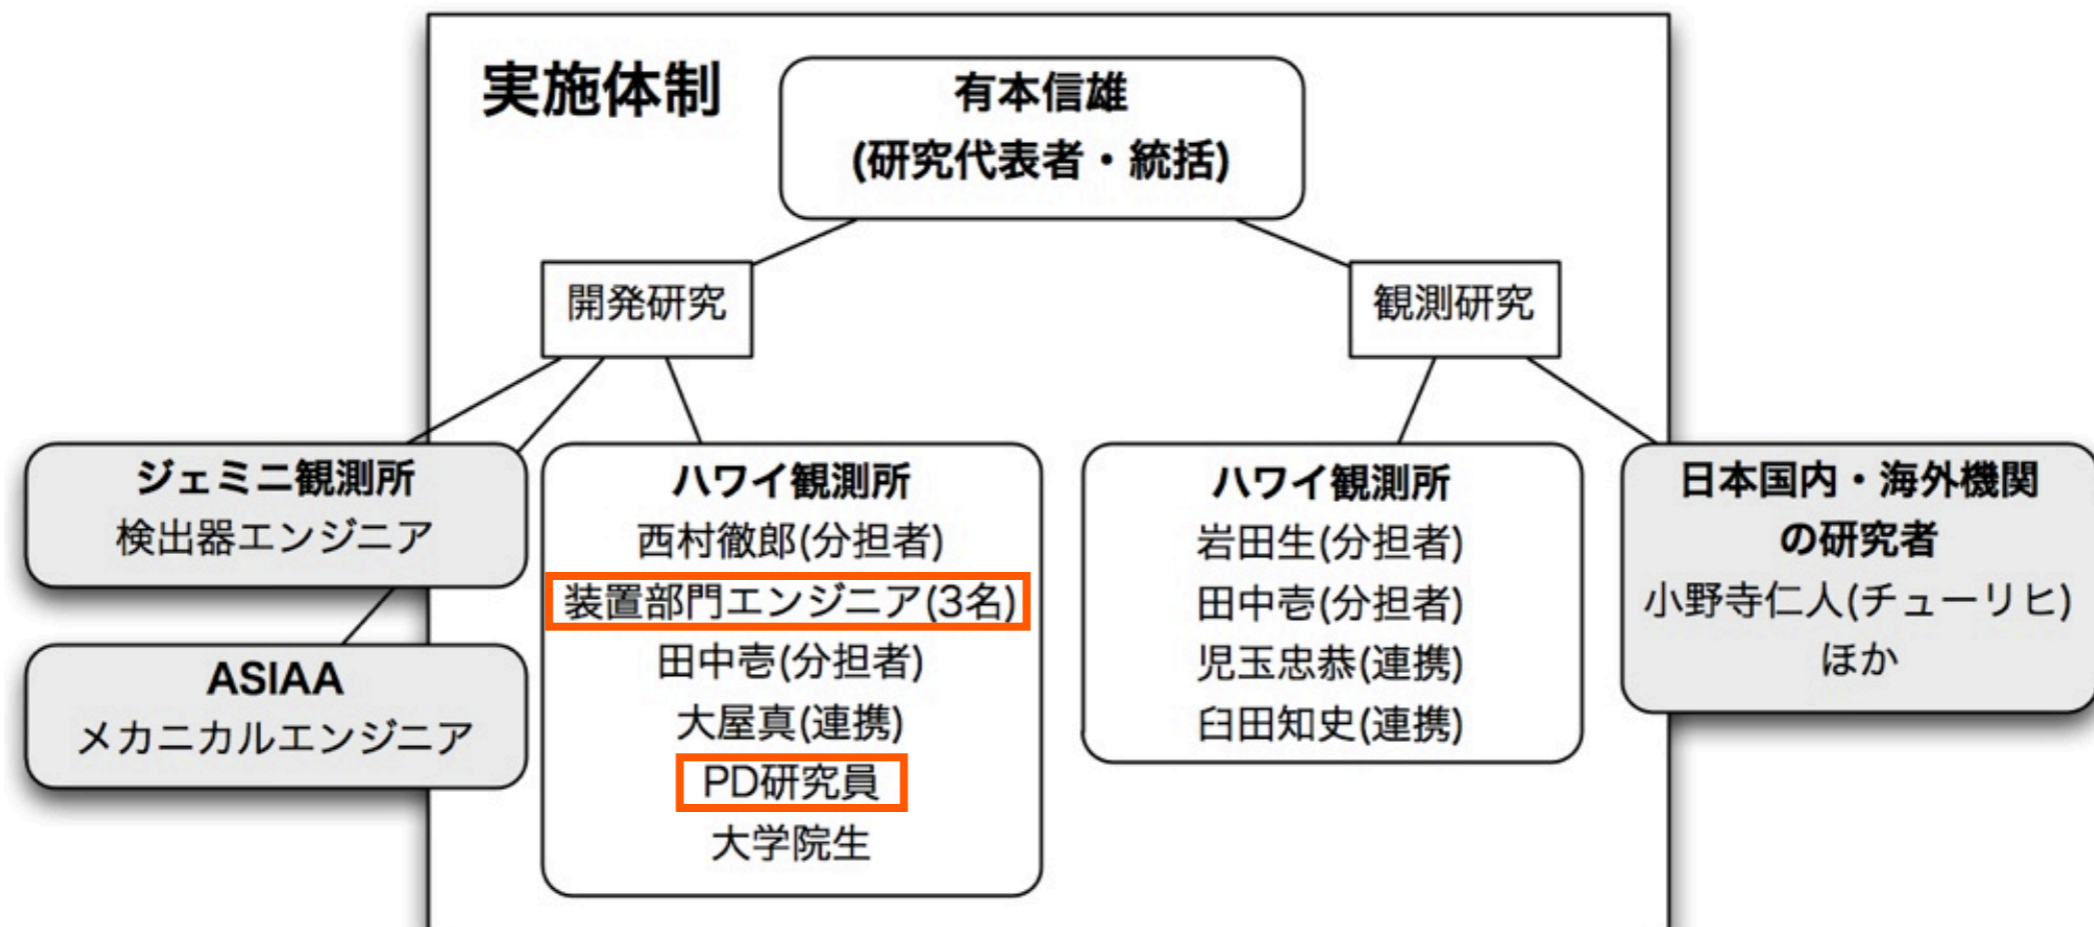 実施体制
有本信雄
(研究代表者・統括)
開発研究
観測研究
ジェミニ観測所
検出器エンジニア
ASIAA
メカニカルエンジニア
ハワイ観測所
西村徹郎(分担者)
装置部門エンジニア(3名)
田中壱(分担者)
大屋真(連携)
PD研究員
大学院生
ハワイ観測所
岩田生(分担者)
田中壱(分担者)
児玉忠恭(連携)
臼田知史(連携)
日本国内・海外機関
の研究者
小野寺仁人(チューリヒ)
ほか